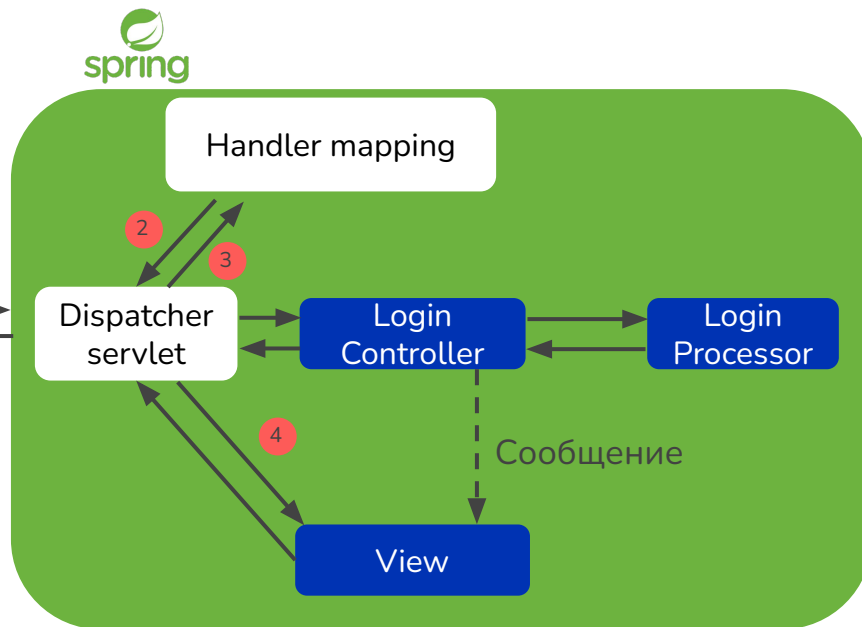 spring
Handler mapping
2
3
Dispatcher
servlet
Login
Controller
Login
Processor
4
Сообщение
View